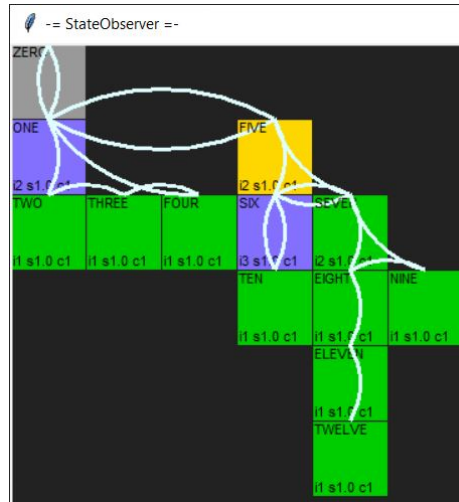 -= StateObserver =-
ZERO
ONE FIVE
i2 s1.0 c1 i2 s1.0 c1
TWO THREE FOUR SIX SEVEN
i1 s1.0 c1 i1 s1.0 c1 i1 s1.0 c1 i3 s1.0 c1 i2 s1.0 c1
TEN EIGHT NINE
i1 s1.0 c1 i1 s1.0 c1 i1 s1.0 c1
ELEVEN
i1 s1.0 c1
TWELVE
i1 s1.0 c1